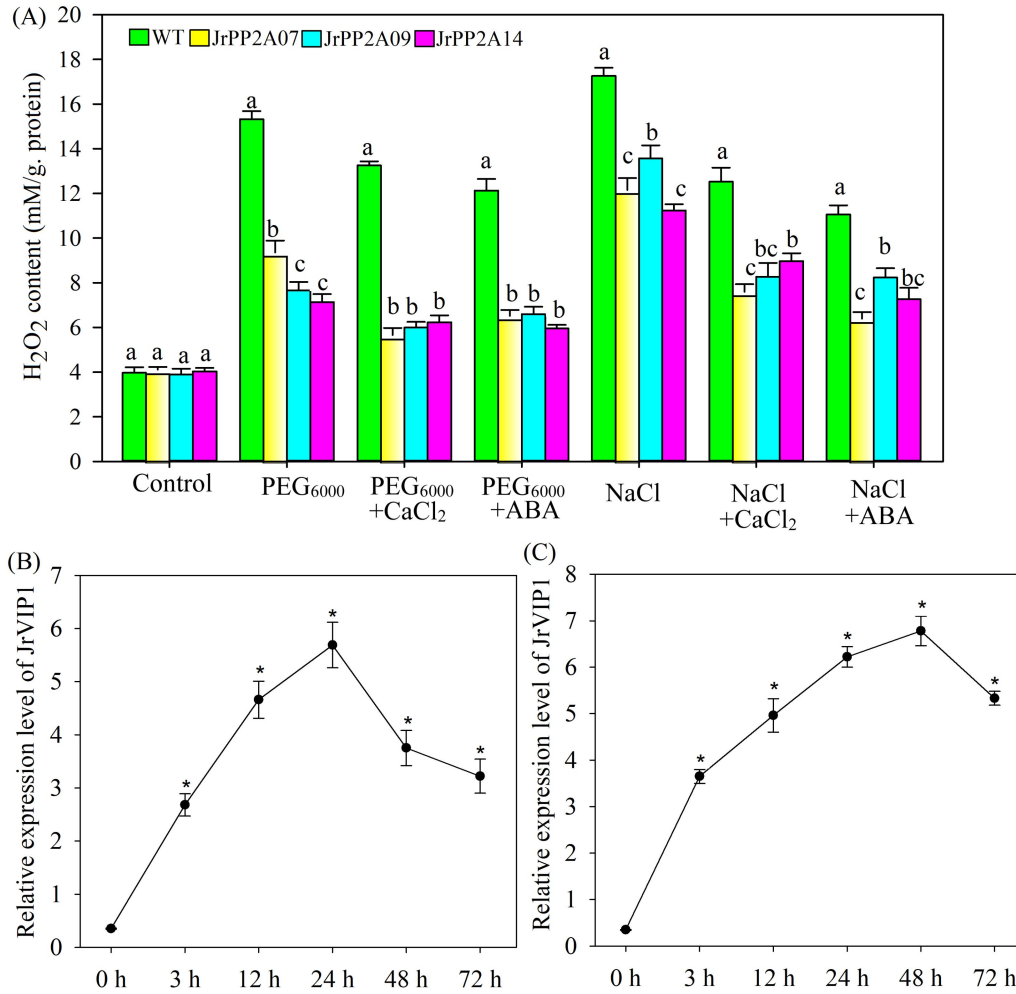 (A)
H₂O₂ content (mM/g. protein)
20
18
16
14
12
10
8
6
4
2
0
WT JrPP2A07 JrPP2A09 JrPP2A14
a a a a
a b c c
a b b b
a b b b
a c b c
a c bc b
a c b bc
Control
PEG₆₀₀₀
PEG₆₀₀₀
+CaCl₂
PEG₆₀₀₀
+ABA
NaCl
NaCl
+CaCl₂
NaCl
+ABA
(B)
Relative expression level of JrVIP1
7
6
5
4
3
2
1
0
* * * * *
0 h 3 h 12 h 24 h 48 h 72 h
(C)
Relative expression level of JrVIP1
8
7
6
5
4
3
2
1
0
* * * * *
0 h 3 h 12 h 24 h 48 h 72 h